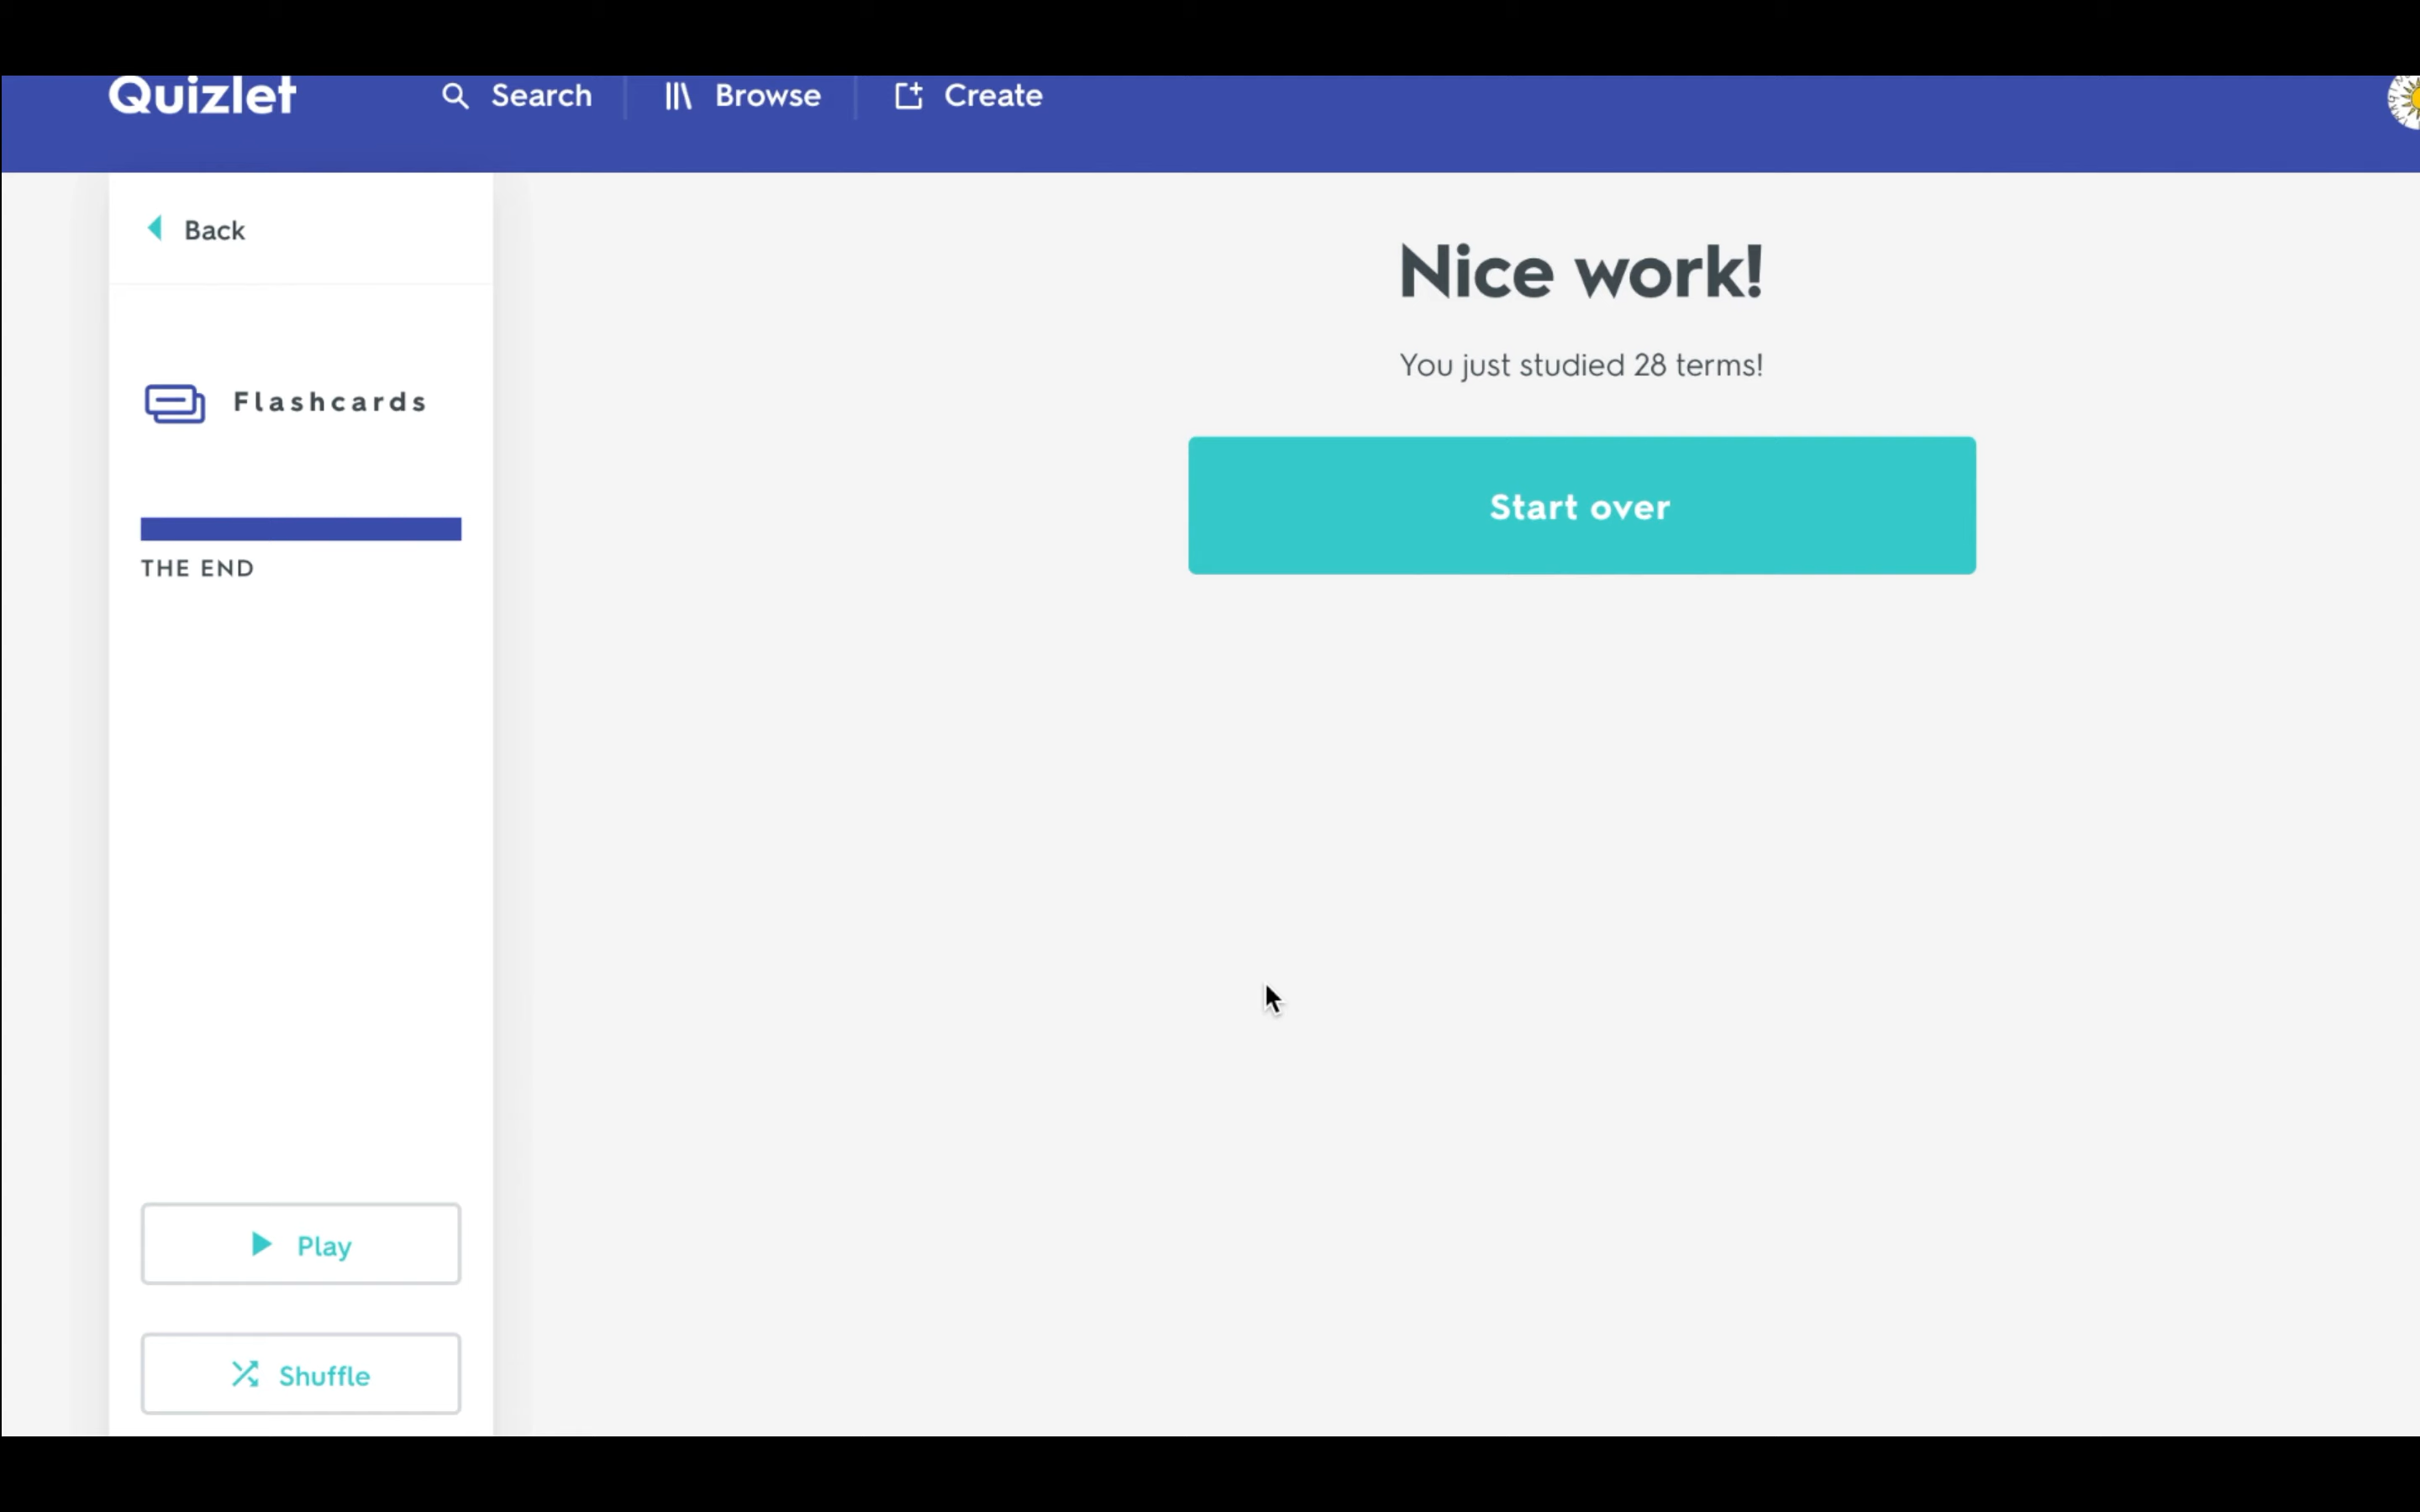 Quizlet Search Browse Create
Back
Flashcards
THE END
Play
Shuffle
Nice work!
You just studied 28 terms!
Start over